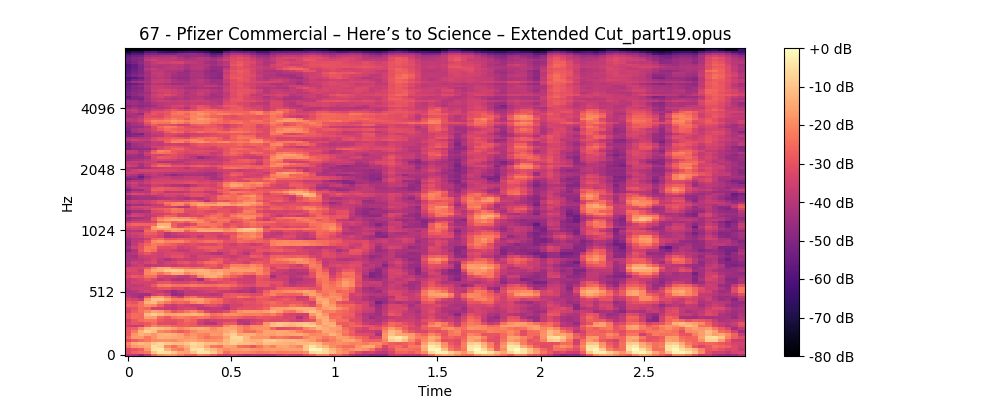 67 - Pfizer Commercial – Here’s to Science – Extended Cut_part19.opus
Hz
4096
2048
1024
512
0
0
0.5
1
1.5
2
2.5
Time
+0 dB
-10 dB
-20 dB
-30 dB
-40 dB
-50 dB
-60 dB
-70 dB
-80 dB